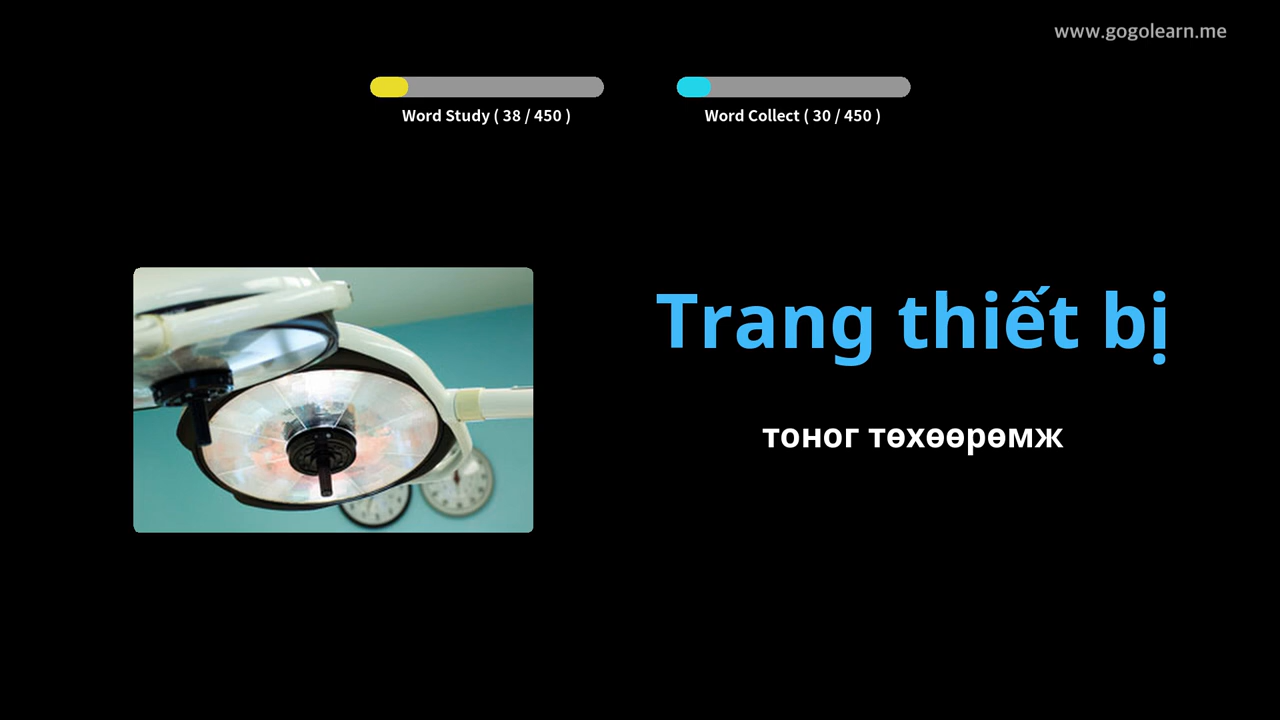 www.gogolearn.me
Word Study ( 38 / 450 )
Word Collect ( 30 / 450 )
Trang thiết bị
тоног төхөөрөмж